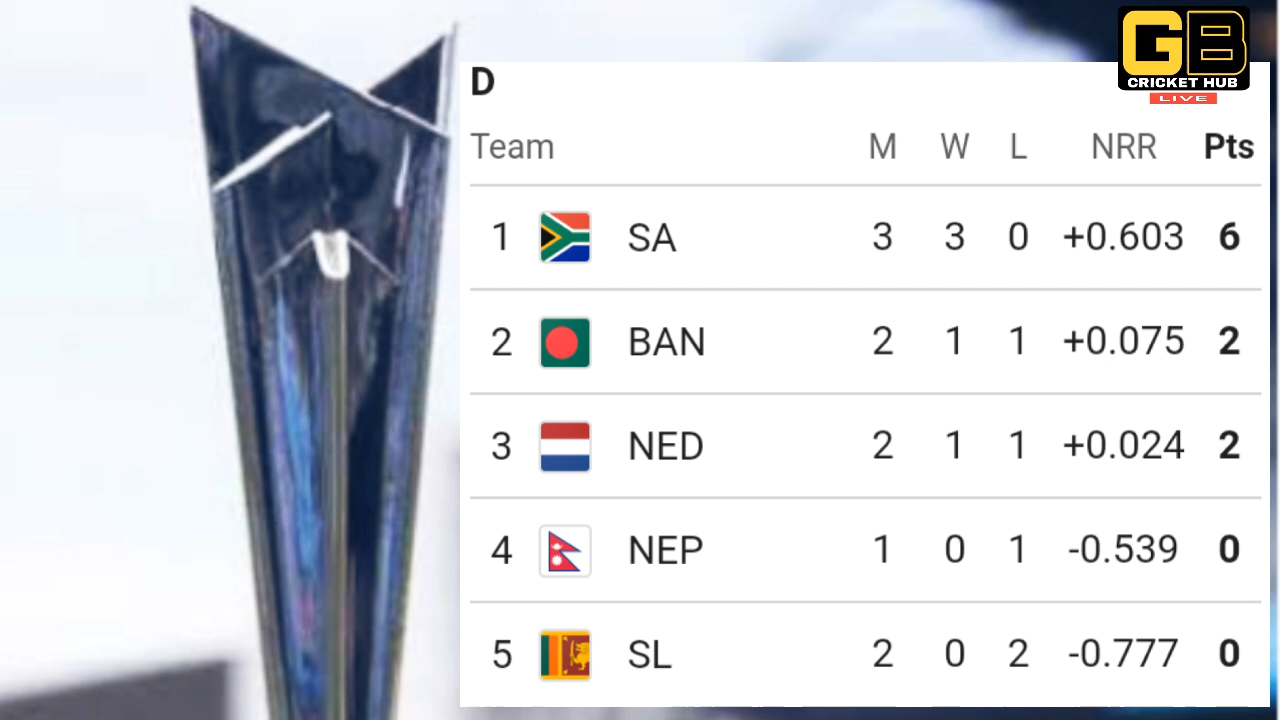 GB
CRICKET HUB
LIVE
D
Team M W L NRR Pts
1 SA 3 3 0 +0.603 6
2 BAN 2 1 1 +0.075 2
3 NED 2 1 1 +0.024 2
4 NEP 1 0 1 -0.539 0
5 SL 2 0 2 -0.777 0